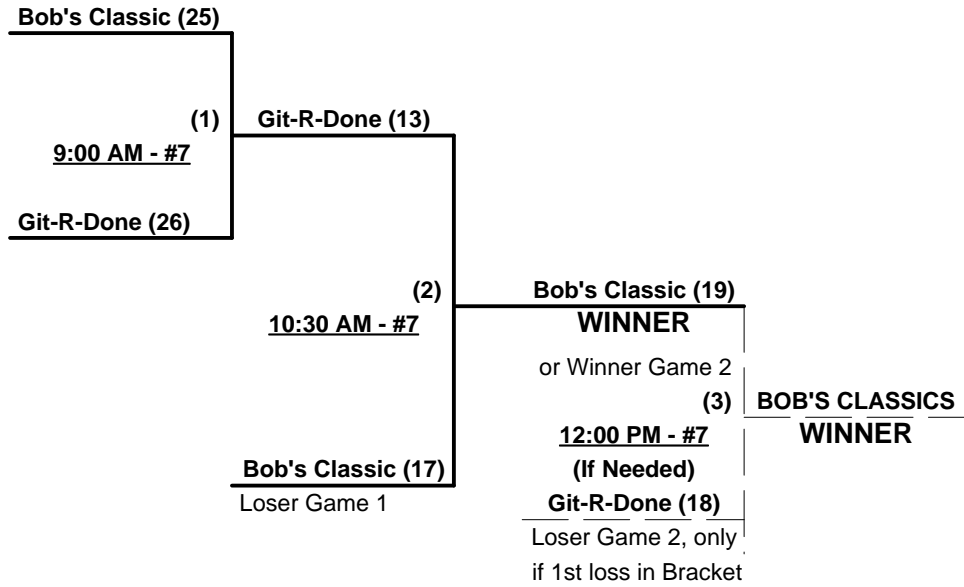 Bob's Classic (25)
(1)
9:00 AM - #7
Git-R-Done (26)
Git-R-Done (13)
(2)
10:30 AM - #7
Bob's Classic (17)
Loser Game 1
Bob's Classic (19)
WINNER
or Winner Game 2
(3)
12:00 PM - #7
(If Needed)
Git-R-Done (18)
Loser Game 2, only
if 1st loss in Bracket
BOB'S CLASSICS
WINNER